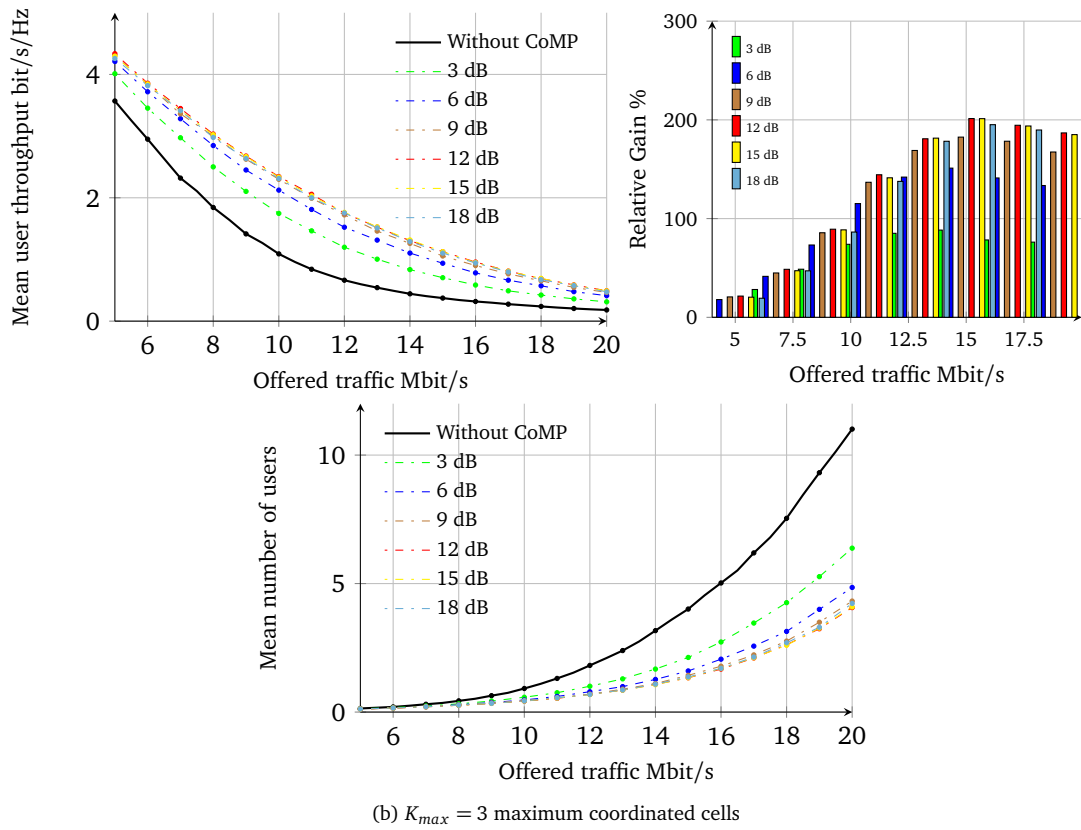 Mean user throughput bit/s/Hz
4
2
0
6 8 10 12 14 16 18 20
Offered traffic Mbit/s
Without CoMP
3 dB
6 dB
9 dB
12 dB
15 dB
18 dB
Relative Gain %
300
200
100
0
5 7.5 10 12.5 15 17.5
Offered traffic Mbit/s
3 dB
6 dB
9 dB
12 dB
15 dB
18 dB
Mean number of users
10
5
0
6 8 10 12 14 16 18 20
Offered traffic Mbit/s
Without CoMP
3 dB
6 dB
9 dB
12 dB
15 dB
18 dB
(b) K_{max} = 3 maximum coordinated cells